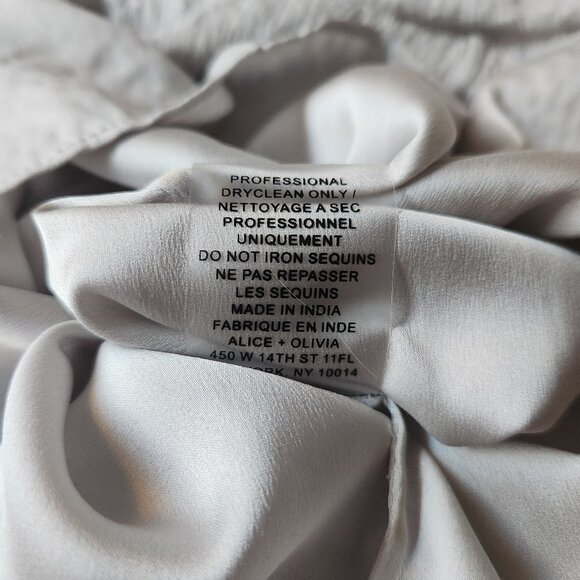 PROFESSIONAL
DRYCLEAN ONLY /
NETTOYAGE A SEC
PROFESSIONNEL
UNIQUEMENT
DO NOT IRON SEQUINS
NE PAS REPASSER
LES SEQUINS
MADE IN INDIA
FABRIQUE EN INDE
ALICE + OLIVIA
450 W 14TH ST 11FL
NY 10014